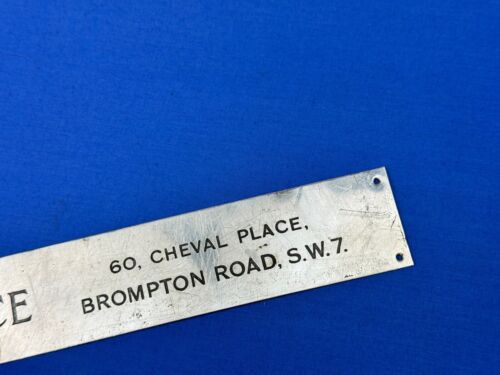 CE
60, CHEVAL PLACE,
BROMPTON ROAD, S.W.7.